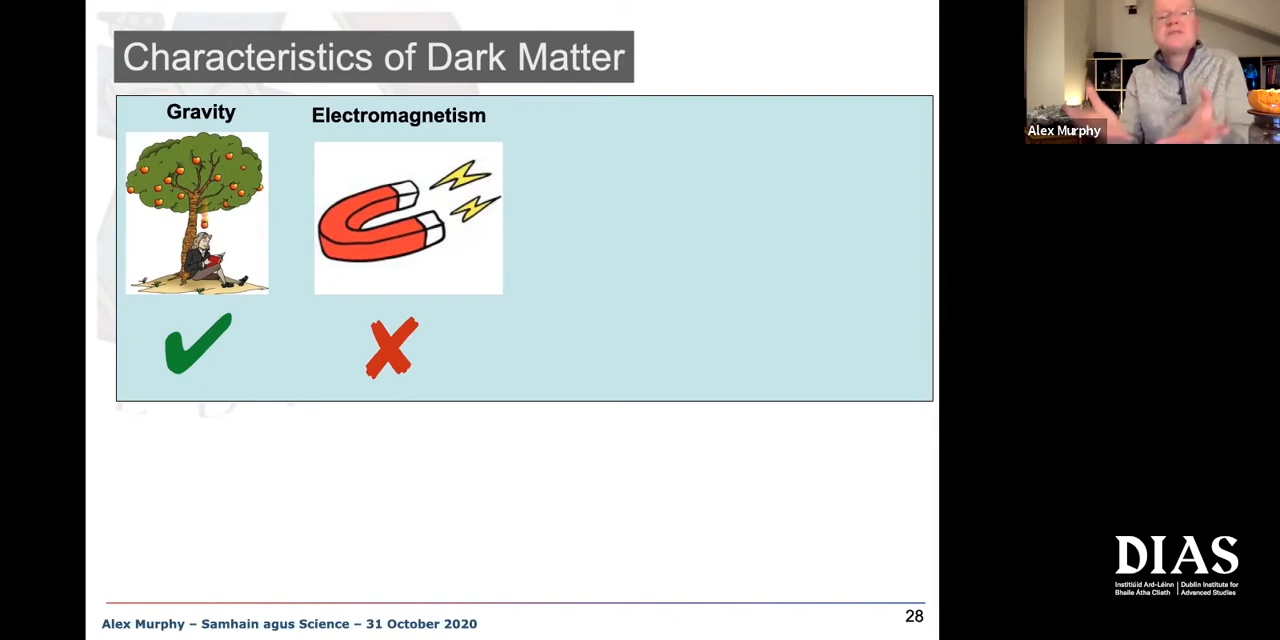 Characteristics of Dark Matter
Gravity
Electromagnetism
Alex Murphy
DIAS
Institiúid Ard-Léinn
Bhaile Átha Cliath
Dublin Institute for
Advanced Studies
28
Alex Murphy – Samhain agus Science – 31 October 2020